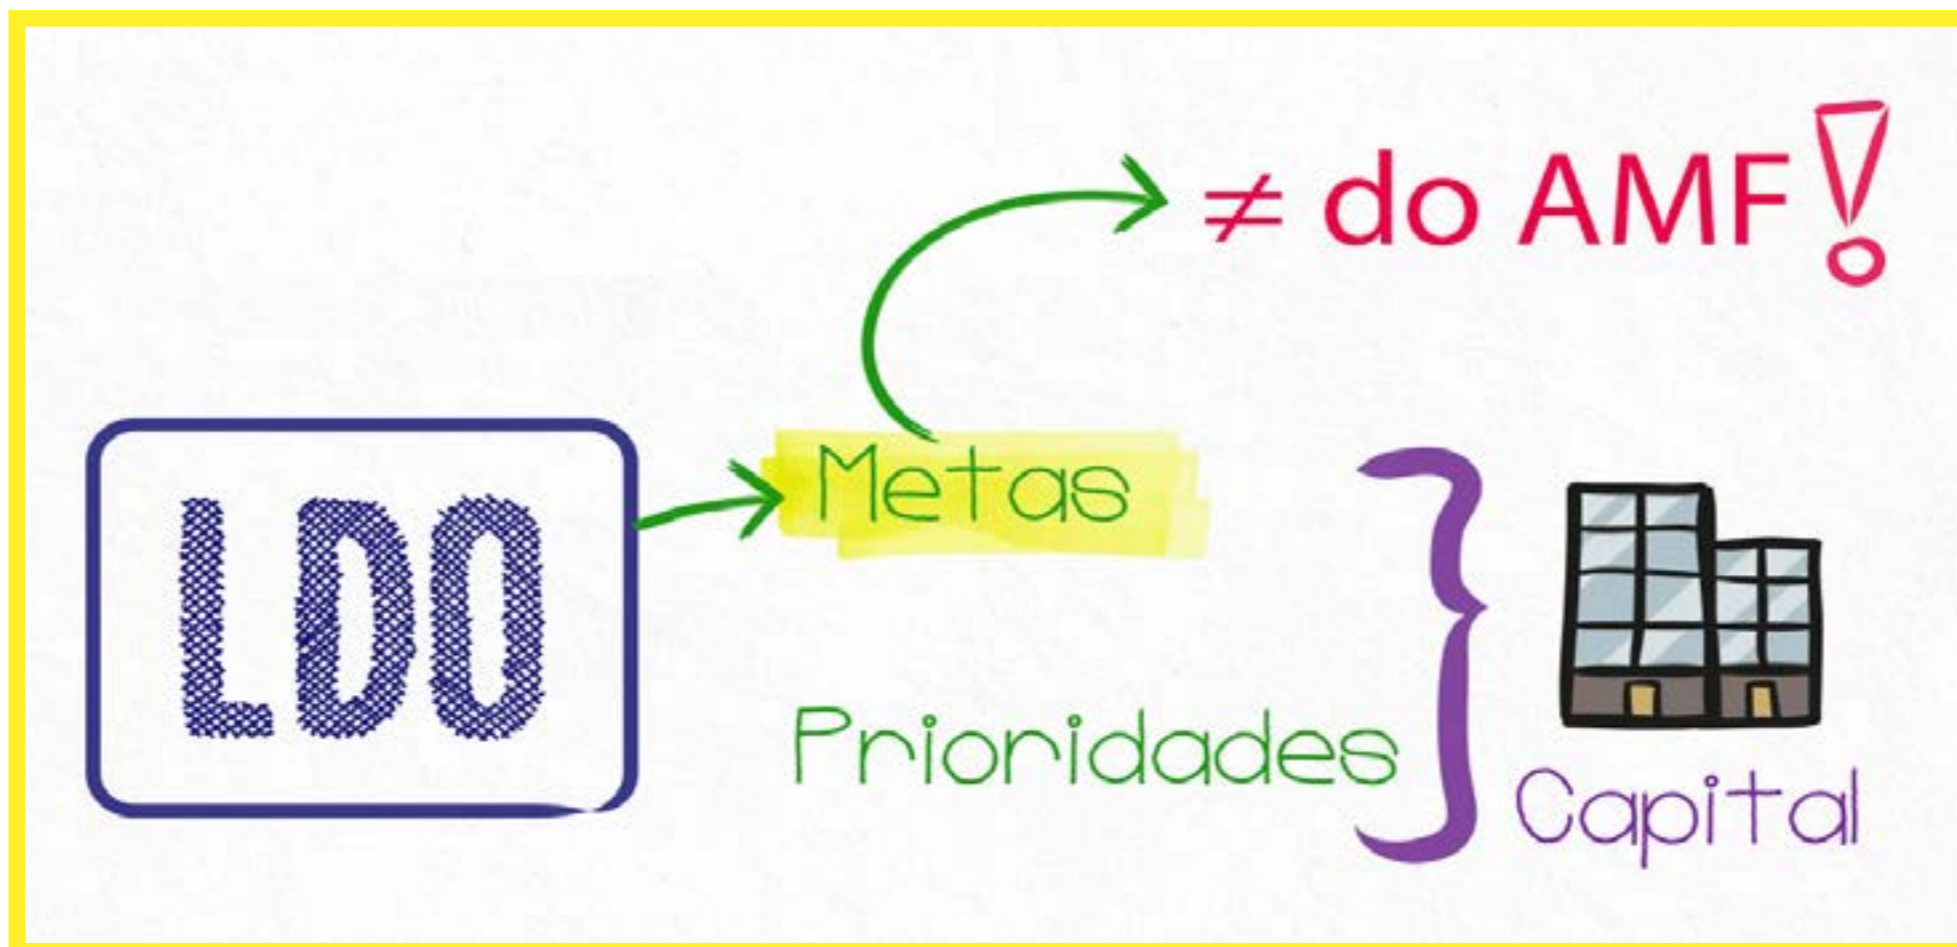 ≠ do AMF!
LDO
Metas
Prioridades
Capital